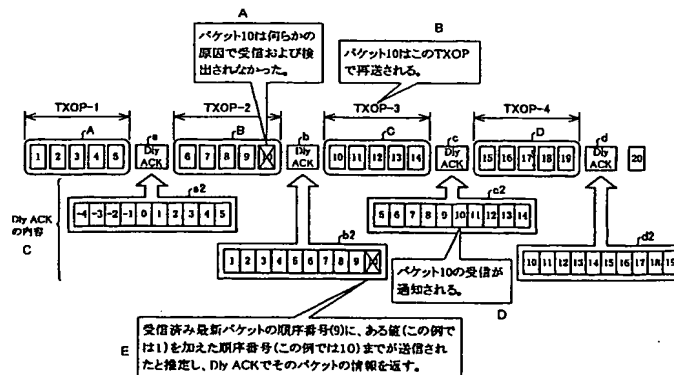 A
パケット10は何らかの
原因で受信および検
出されなかった。
B
パケット10はこのTXOP
で再送される。
TXOP-1 TXOP-2 TXOP-3 TXOP-4
A a B b C c D d
1 2 3 4 5 Dly ACK 6 7 8 9 Dly ACK 10 11 12 13 14 Dly ACK 15 16 17 18 19 Dly ACK 20
a2 c2
Dly ACK
の内容
C
-4 -3 -2 -1 0 1 2 3 4 5
5 6 7 8 9 10 11 12 13 14
b2 d2
1 2 3 4 5 6 7 8 9
10 11 12 13 14 15 16 17 18 19
パケット10の受信が
通知される。
D
E
受信済み最新パケットの順序番号(9)に、ある値(この例で
は1)を加えた順序番号(この例では10)までが送信され
たと推定し、Dly ACKでそのパケットの情報を返す。